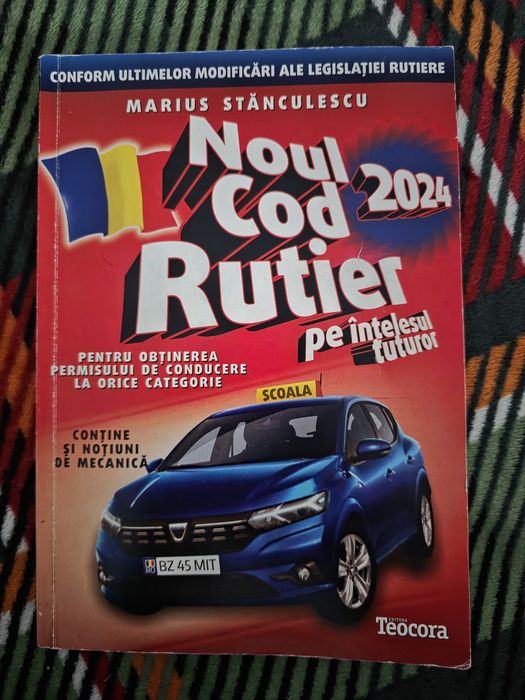 CONFORM ULTIMELOR MODIFICĂRI ALE LEGISLAȚIEI RUTIERE
MARIUS STĂNCULESCU
Noul
Cod
2024
Rutier
pe înțelesul
tuturor
PENTRU OBȚINEREA
PERMISULUI DE CONDUCERE
LA ORICE CATEGORIE
ȘCOALA
CONȚINE
ȘI NOȚIUNI
DE MECANICĂ
BZ 45 MIT
EDITURA
Teocora